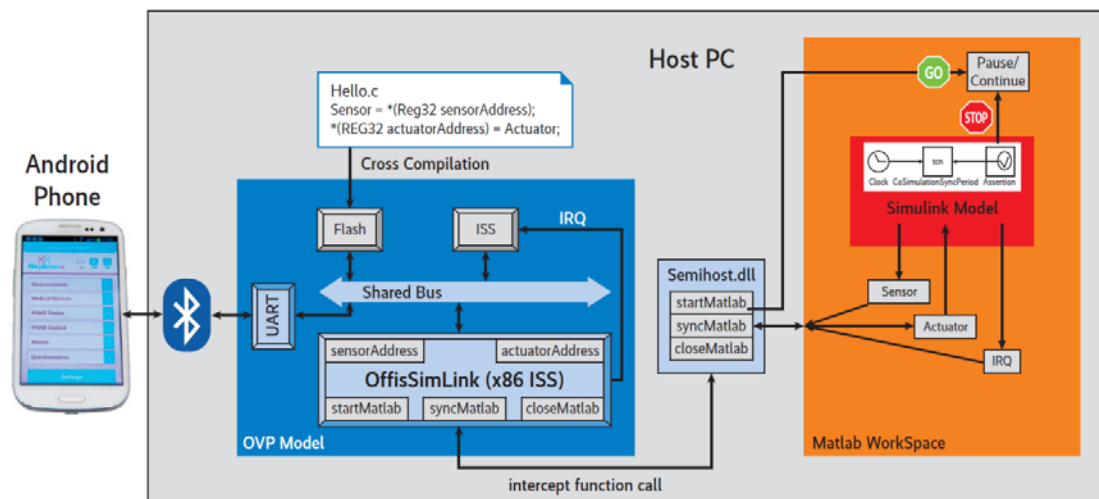 Host PC
Hello.c
Sensor = *(Reg32 sensorAddress);
*(REG32 actuatorAddress) = Actuator;
Cross Compilation
Android
Phone
UART
Flash
ISS
IRQ
Shared Bus
sensorAddress
actuatorAddress
OffisSimLink (x86 ISS)
startMatlab
syncMatlab
closeMatlab
OVP Model
intercept function call
Semihost.dll
startMatlab
syncMatlab
closeMatlab
GO
Pause/
Continue
STOP
tcn
Clock
CoSimulationSyncPeriod
Assertion
Simulink Model
Sensor
Actuator
IRQ
Matlab WorkSpace